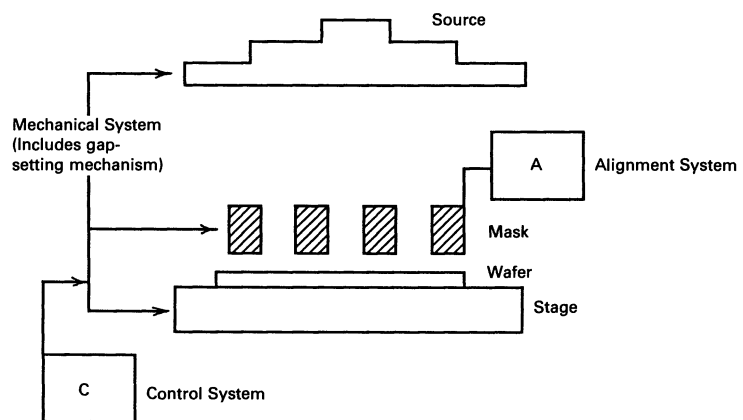 Source
Mechanical System
(Includes gap-
setting mechanism)
A
Alignment System
Mask
Wafer
Stage
C
Control System